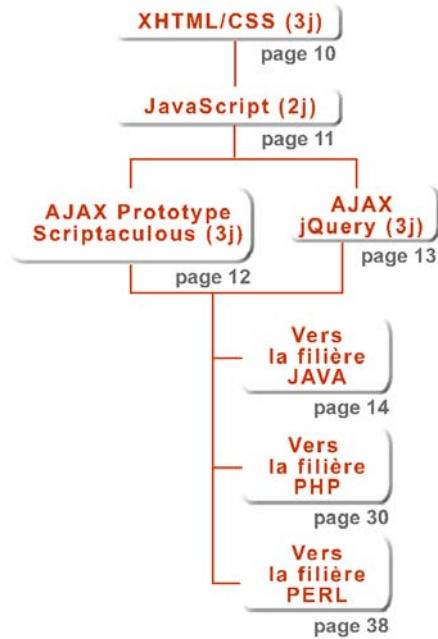 XHTML/CSS (3j)
page 10
JavaScript (2j)
page 11
AJAX Prototype
Scriptaculous (3j)
page 12
AJAX
jQuery (3j)
page 13
Vers
la filière
JAVA
page 14
Vers
la filière
PHP
page 30
Vers
la filière
PERL
page 38